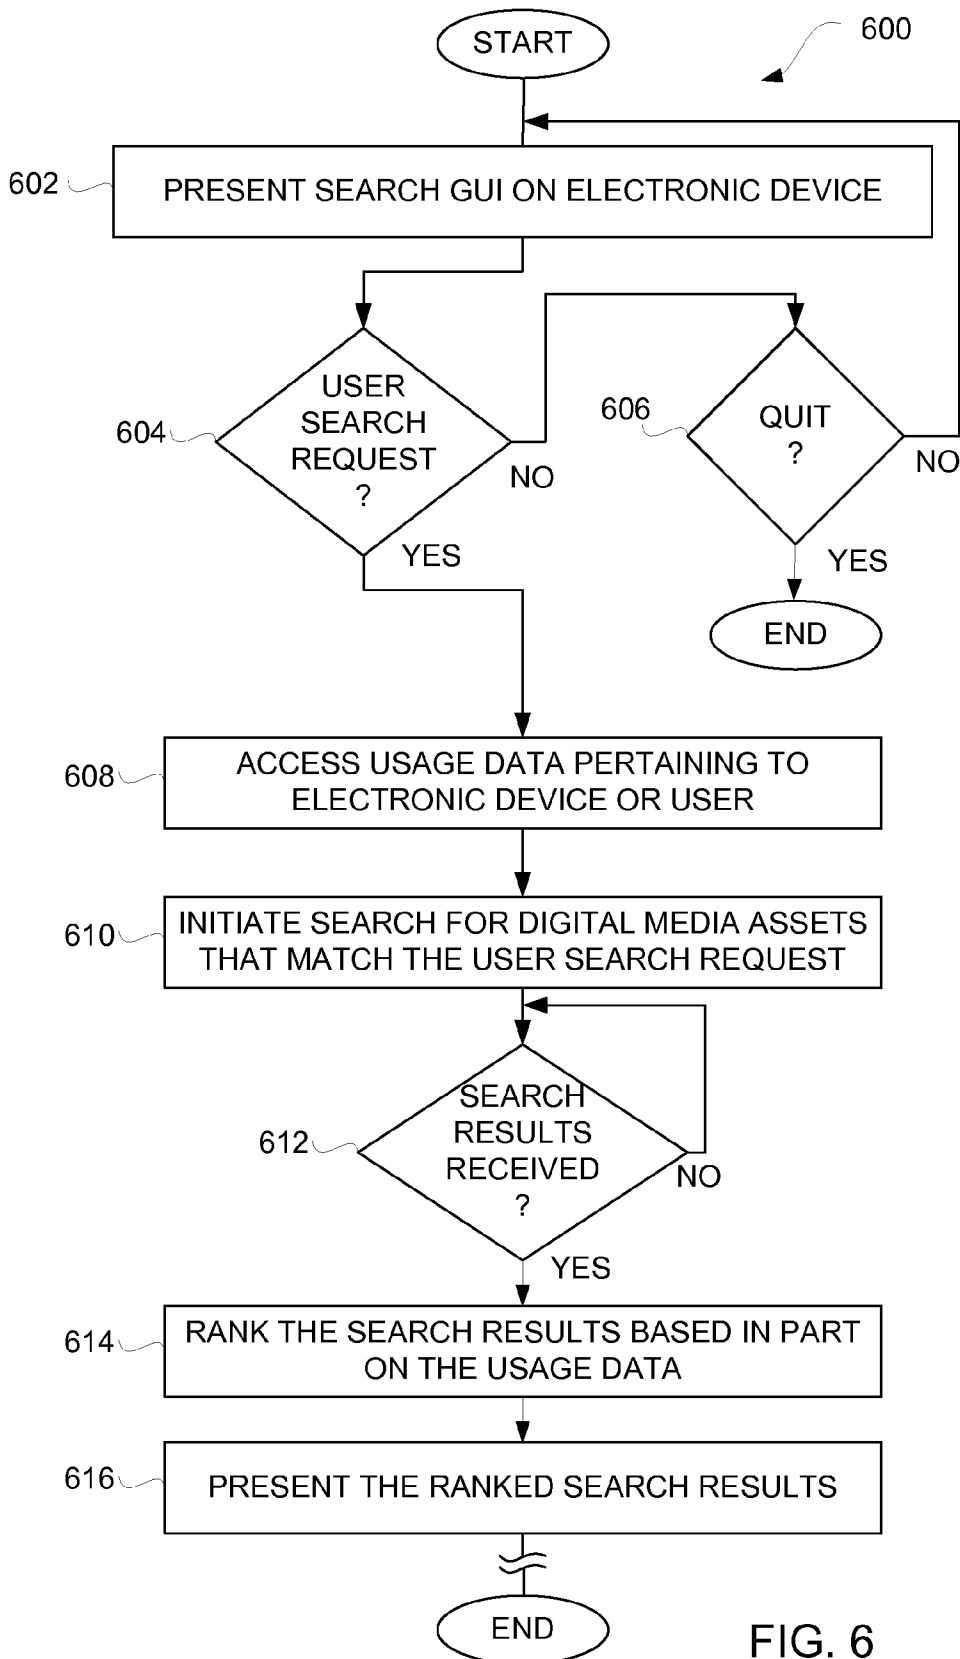 START
600
602
PRESENT SEARCH GUI ON ELECTRONIC DEVICE
604
USER
SEARCH
REQUEST
?
NO
YES
606
QUIT
?
NO
YES
END
608
ACCESS USAGE DATA PERTAINING TO
ELECTRONIC DEVICE OR USER
610
INITIATE SEARCH FOR DIGITAL MEDIA ASSETS
THAT MATCH THE USER SEARCH REQUEST
612
SEARCH
RESULTS
RECEIVED
?
NO
YES
614
RANK THE SEARCH RESULTS BASED IN PART
ON THE USAGE DATA
616
PRESENT THE RANKED SEARCH RESULTS
END
FIG. 6